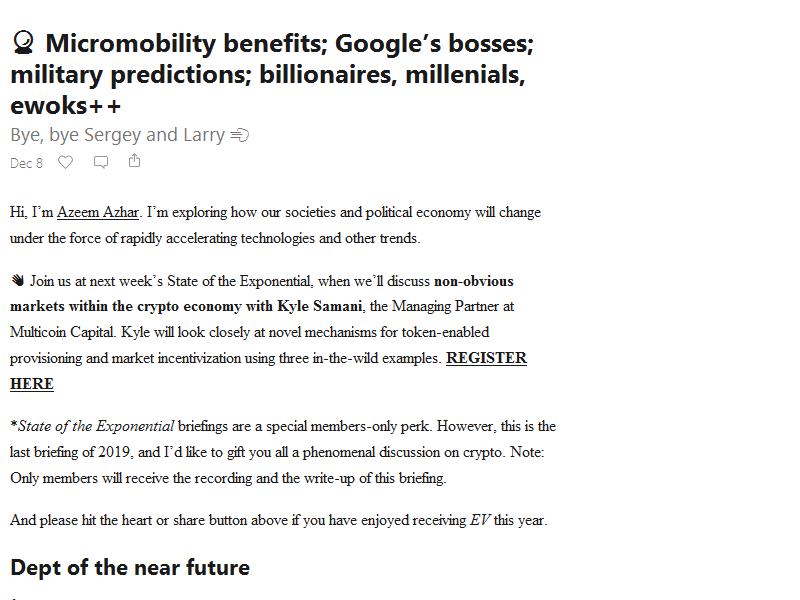 🔮 Micromobility benefits; Google's bosses;
military predictions; billionaires, millenials,
ewoks++
Bye, bye Sergey and Larry 💨
Dec 8
Hi, I'm Azeem Azhar. I'm exploring how our societies and political economy will change
under the force of rapidly accelerating technologies and other trends.
👋 Join us at next week's State of the Exponential, when we'll discuss non-obvious
markets within the crypto economy with Kyle Samani, the Managing Partner at
Multicoin Capital. Kyle will look closely at novel mechanisms for token-enabled
provisioning and market incentivization using three in-the-wild examples. REGISTER
HERE
*State of the Exponential briefings are a special members-only perk. However, this is the
last briefing of 2019, and I'd like to gift you all a phenomenal discussion on crypto. Note:
Only members will receive the recording and the write-up of this briefing.
And please hit the heart or share button above if you have enjoyed receiving EV this year.
Dept of the near future